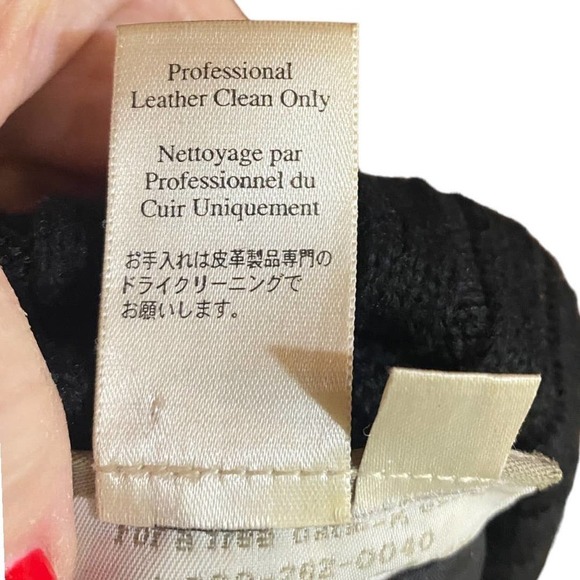 Professional
Leather Clean Only
Nettoyage par
Professionnel du
Cuir Uniquement
お手入れは皮革製品専門の
ドライクリーニングで
お願いします。
262-0040